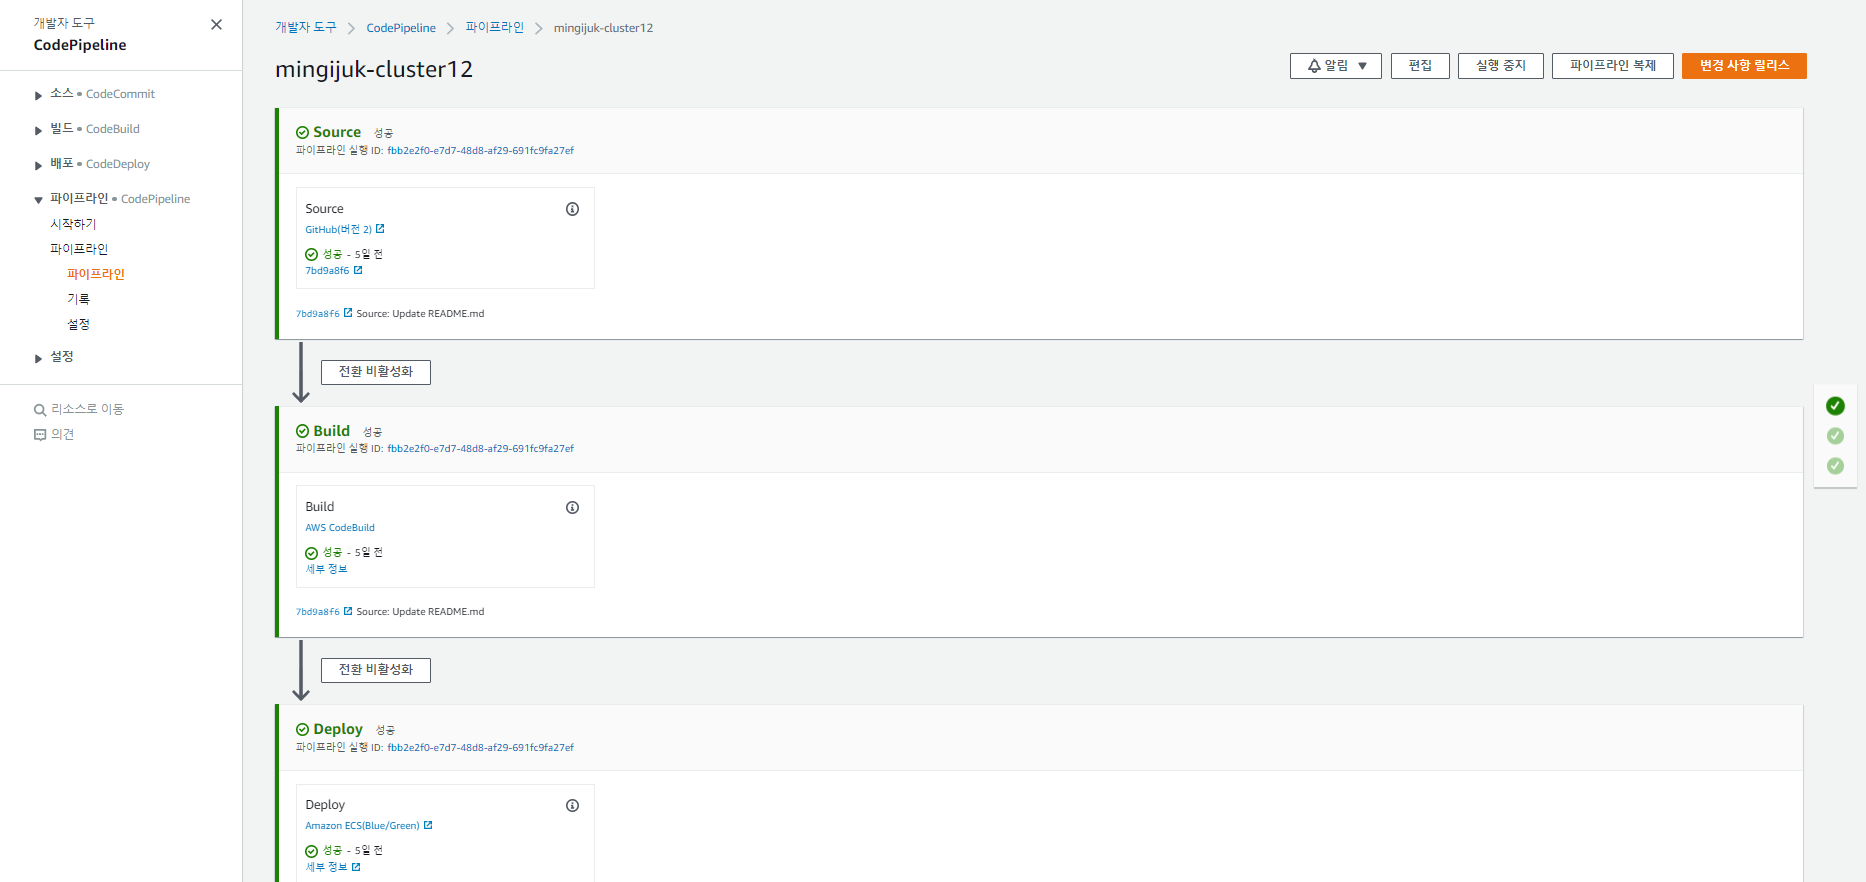 개발자 도구
CodePipeline
소스 • CodeCommit
빌드 • CodeBuild
배포 • CodeDeploy
파이프라인 • CodePipeline
시작하기
파이프라인
파이프라인
기록
설정
설정
리소스로 이동
의견
개발자 도구 > CodePipeline > 파이프라인 > mingijuk-cluster12
mingijuk-cluster12
알림 편집 실행 중지 파이프라인 복제 변경 사항 릴리스
Source 성공
파이프라인 실행 ID: fbb2e2f0-e7d7-48d8-af29-691fc9fa27ef
Source
GitHub(버전 2)
성공 - 5일 전
7bd9a8f6
7bd9a8f6 Source: Update README.md
전환 비활성화
Build 성공
파이프라인 실행 ID: fbb2e2f0-e7d7-48d8-af29-691fc9fa27ef
Build
AWS CodeBuild
성공 - 5일 전
세부 정보
7bd9a8f6 Source: Update README.md
전환 비활성화
Deploy 성공
파이프라인 실행 ID: fbb2e2f0-e7d7-48d8-af29-691fc9fa27ef
Deploy
Amazon ECS(Blue/Green)
성공 - 5일 전
세부 정보